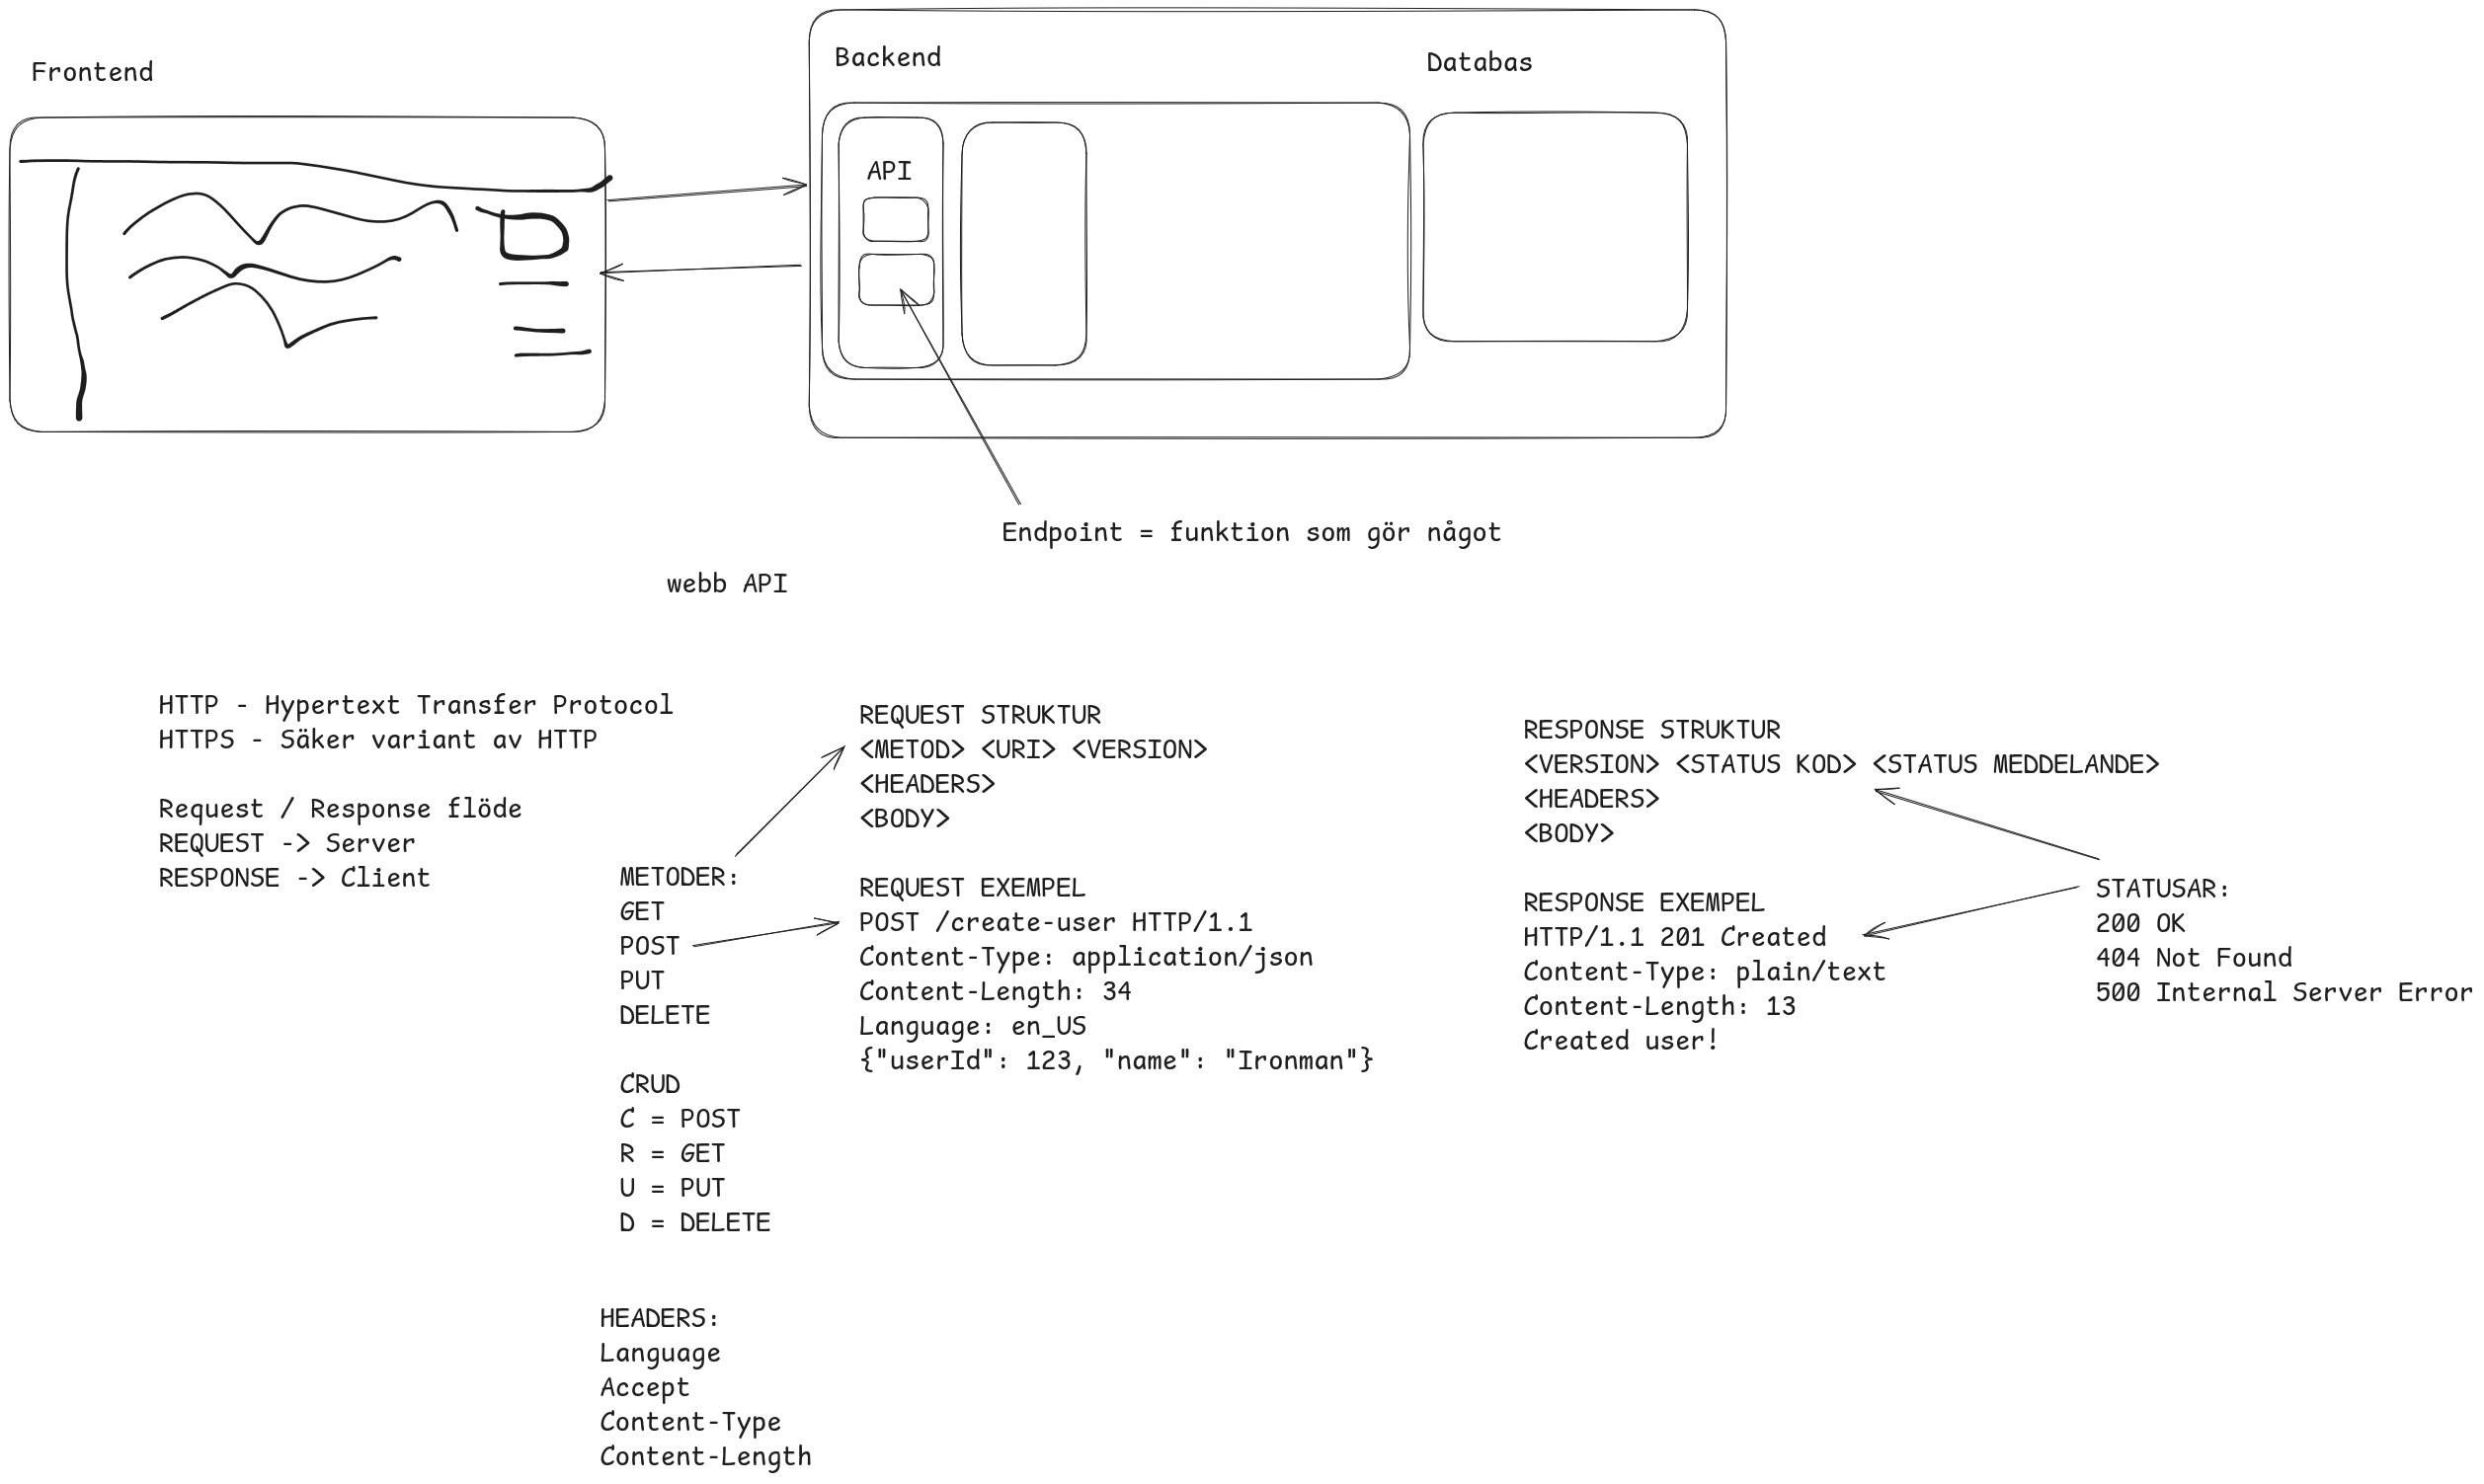 Frontend
Backend
Databas
API
Endpoint = funktion som gör något
webb API
HTTP - Hypertext Transfer Protocol
HTTPS - Säker variant av HTTP
Request / Response flöde
REQUEST -> Server
RESPONSE -> Client
METODER:
GET
POST
PUT
DELETE
CRUD
C = POST
R = GET
U = PUT
D = DELETE
HEADERS:
Language
Accept
Content-Type
Content-Length
REQUEST STRUKTUR
<METOD> <URI> <VERSION>
<HEADERS>
<BODY>
REQUEST EXEMPEL
POST /create-user HTTP/1.1
Content-Type: application/json
Content-Length: 34
Language: en_US
{"userId": 123, "name": "Ironman"}
RESPONSE STRUKTUR
<VERSION> <STATUS KOD> <STATUS MEDDELANDE>
<HEADERS>
<BODY>
RESPONSE EXEMPEL
HTTP/1.1 201 Created
Content-Type: plain/text
Content-Length: 13
Created user!
STATUSAR:
200 OK
404 Not Found
500 Internal Server Error